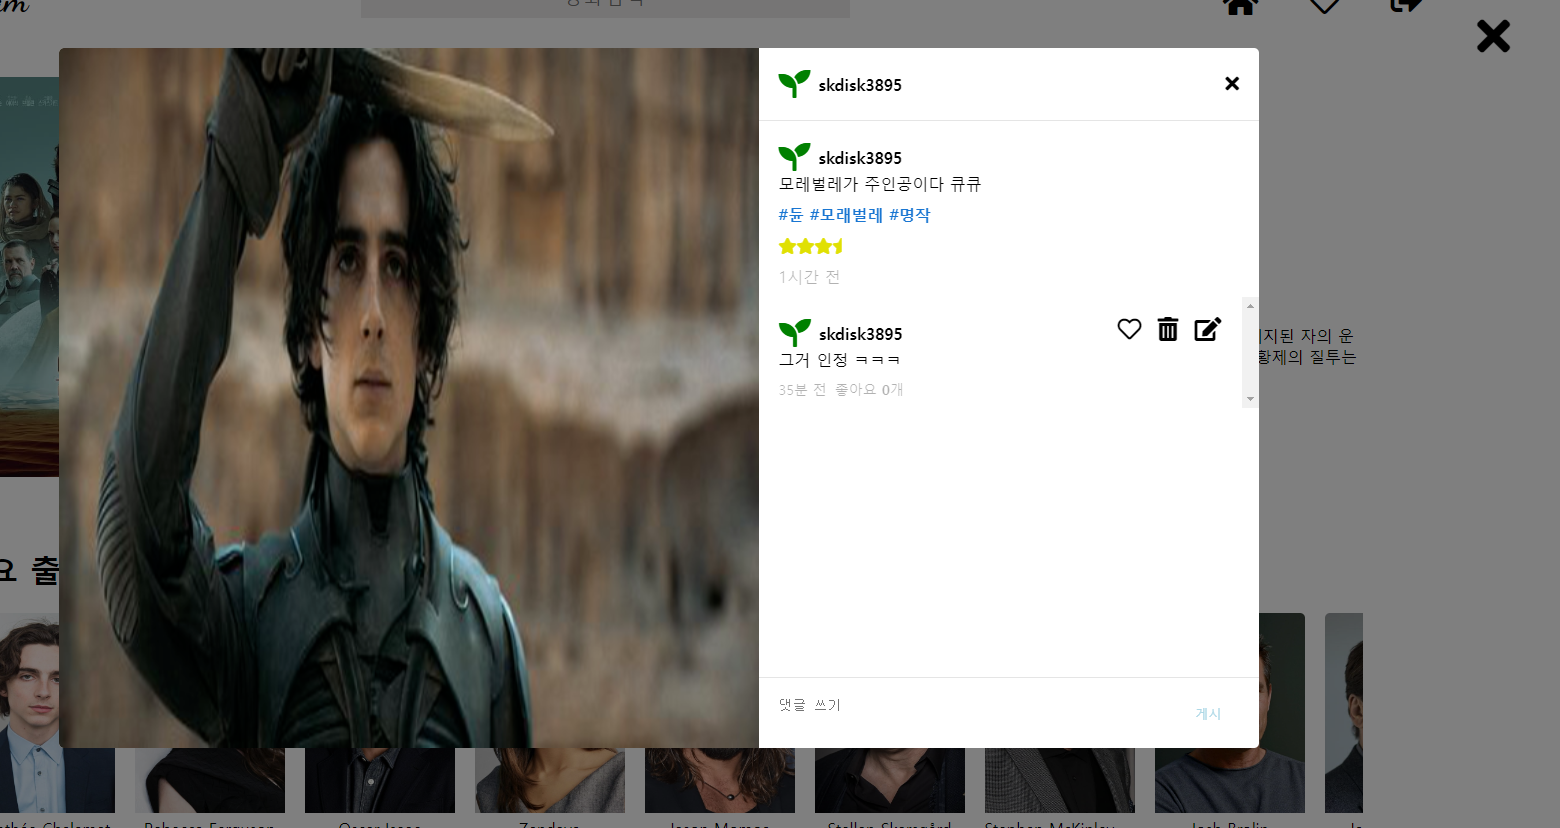 skdisk3895
skdisk3895
모레벌레가 주인공이다 큐큐
#듄 #모래벌레 #명작
1시간 전
skdisk3895
그거 인정 ㅋㅋㅋ
35분 전 좋아요 0개
지된 자의 운
황제의 질투는
요 출
댓글 쓰기
게시